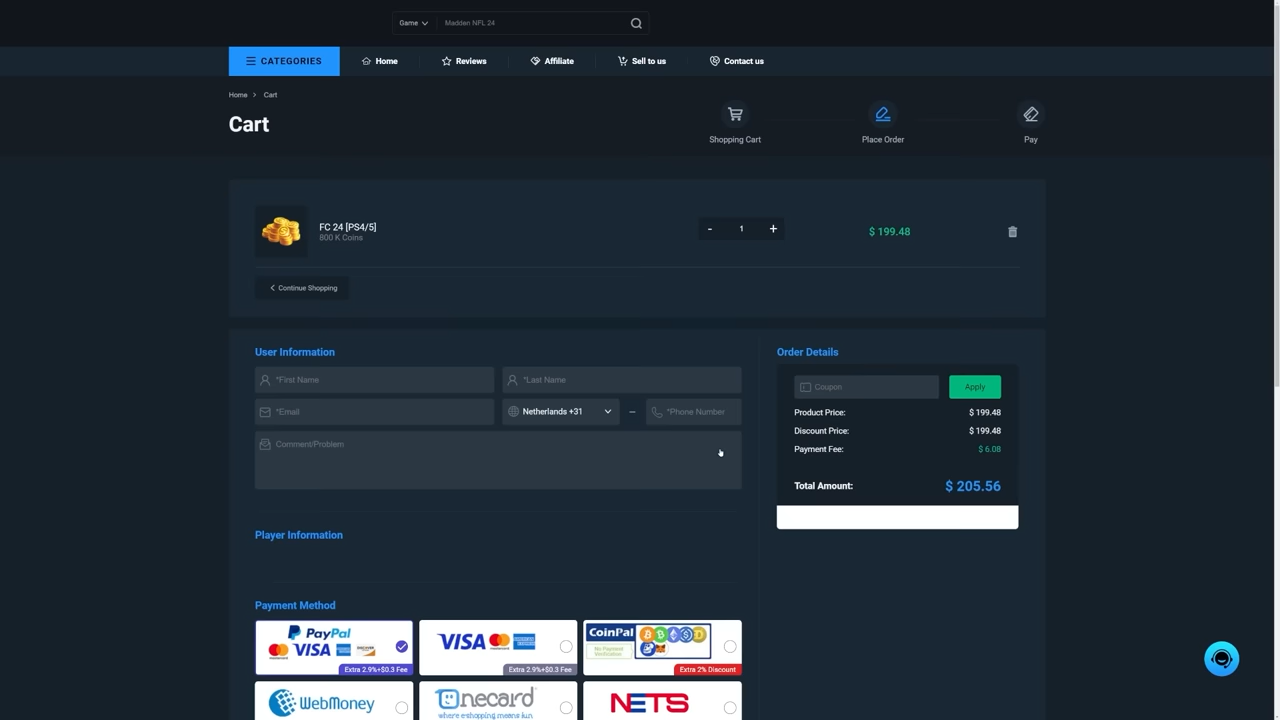 Game
Madden NFL 24
CATEGORIES
Home
Reviews
Affiliate
Sell to us
Contact us
Home > Cart
Cart
Shopping Cart
Place Order
Pay
FC 24 [PS4/5]
800 K Coins
- 1 +
$ 199.48
< Continue Shopping
User Information
*First Name
*Last Name
*Email
Netherlands +31
–
*Phone Number
Comment/Problem
Order Details
Coupon
Apply
Product Price: $ 199.48
Discount Price: $ 199.48
Payment Fee: $ 6.08
Total Amount: $ 205.56
Player Information
Payment Method
PayPal
VISA
DISCOVER
Extra 2.9%+$0.3 Fee
VISA
Extra 2.9%+$0.3 Fee
CoinPal
No Payment
Verification
Extra 2% Discount
WebMoney
Onecard
where eshopping means fun
NETS